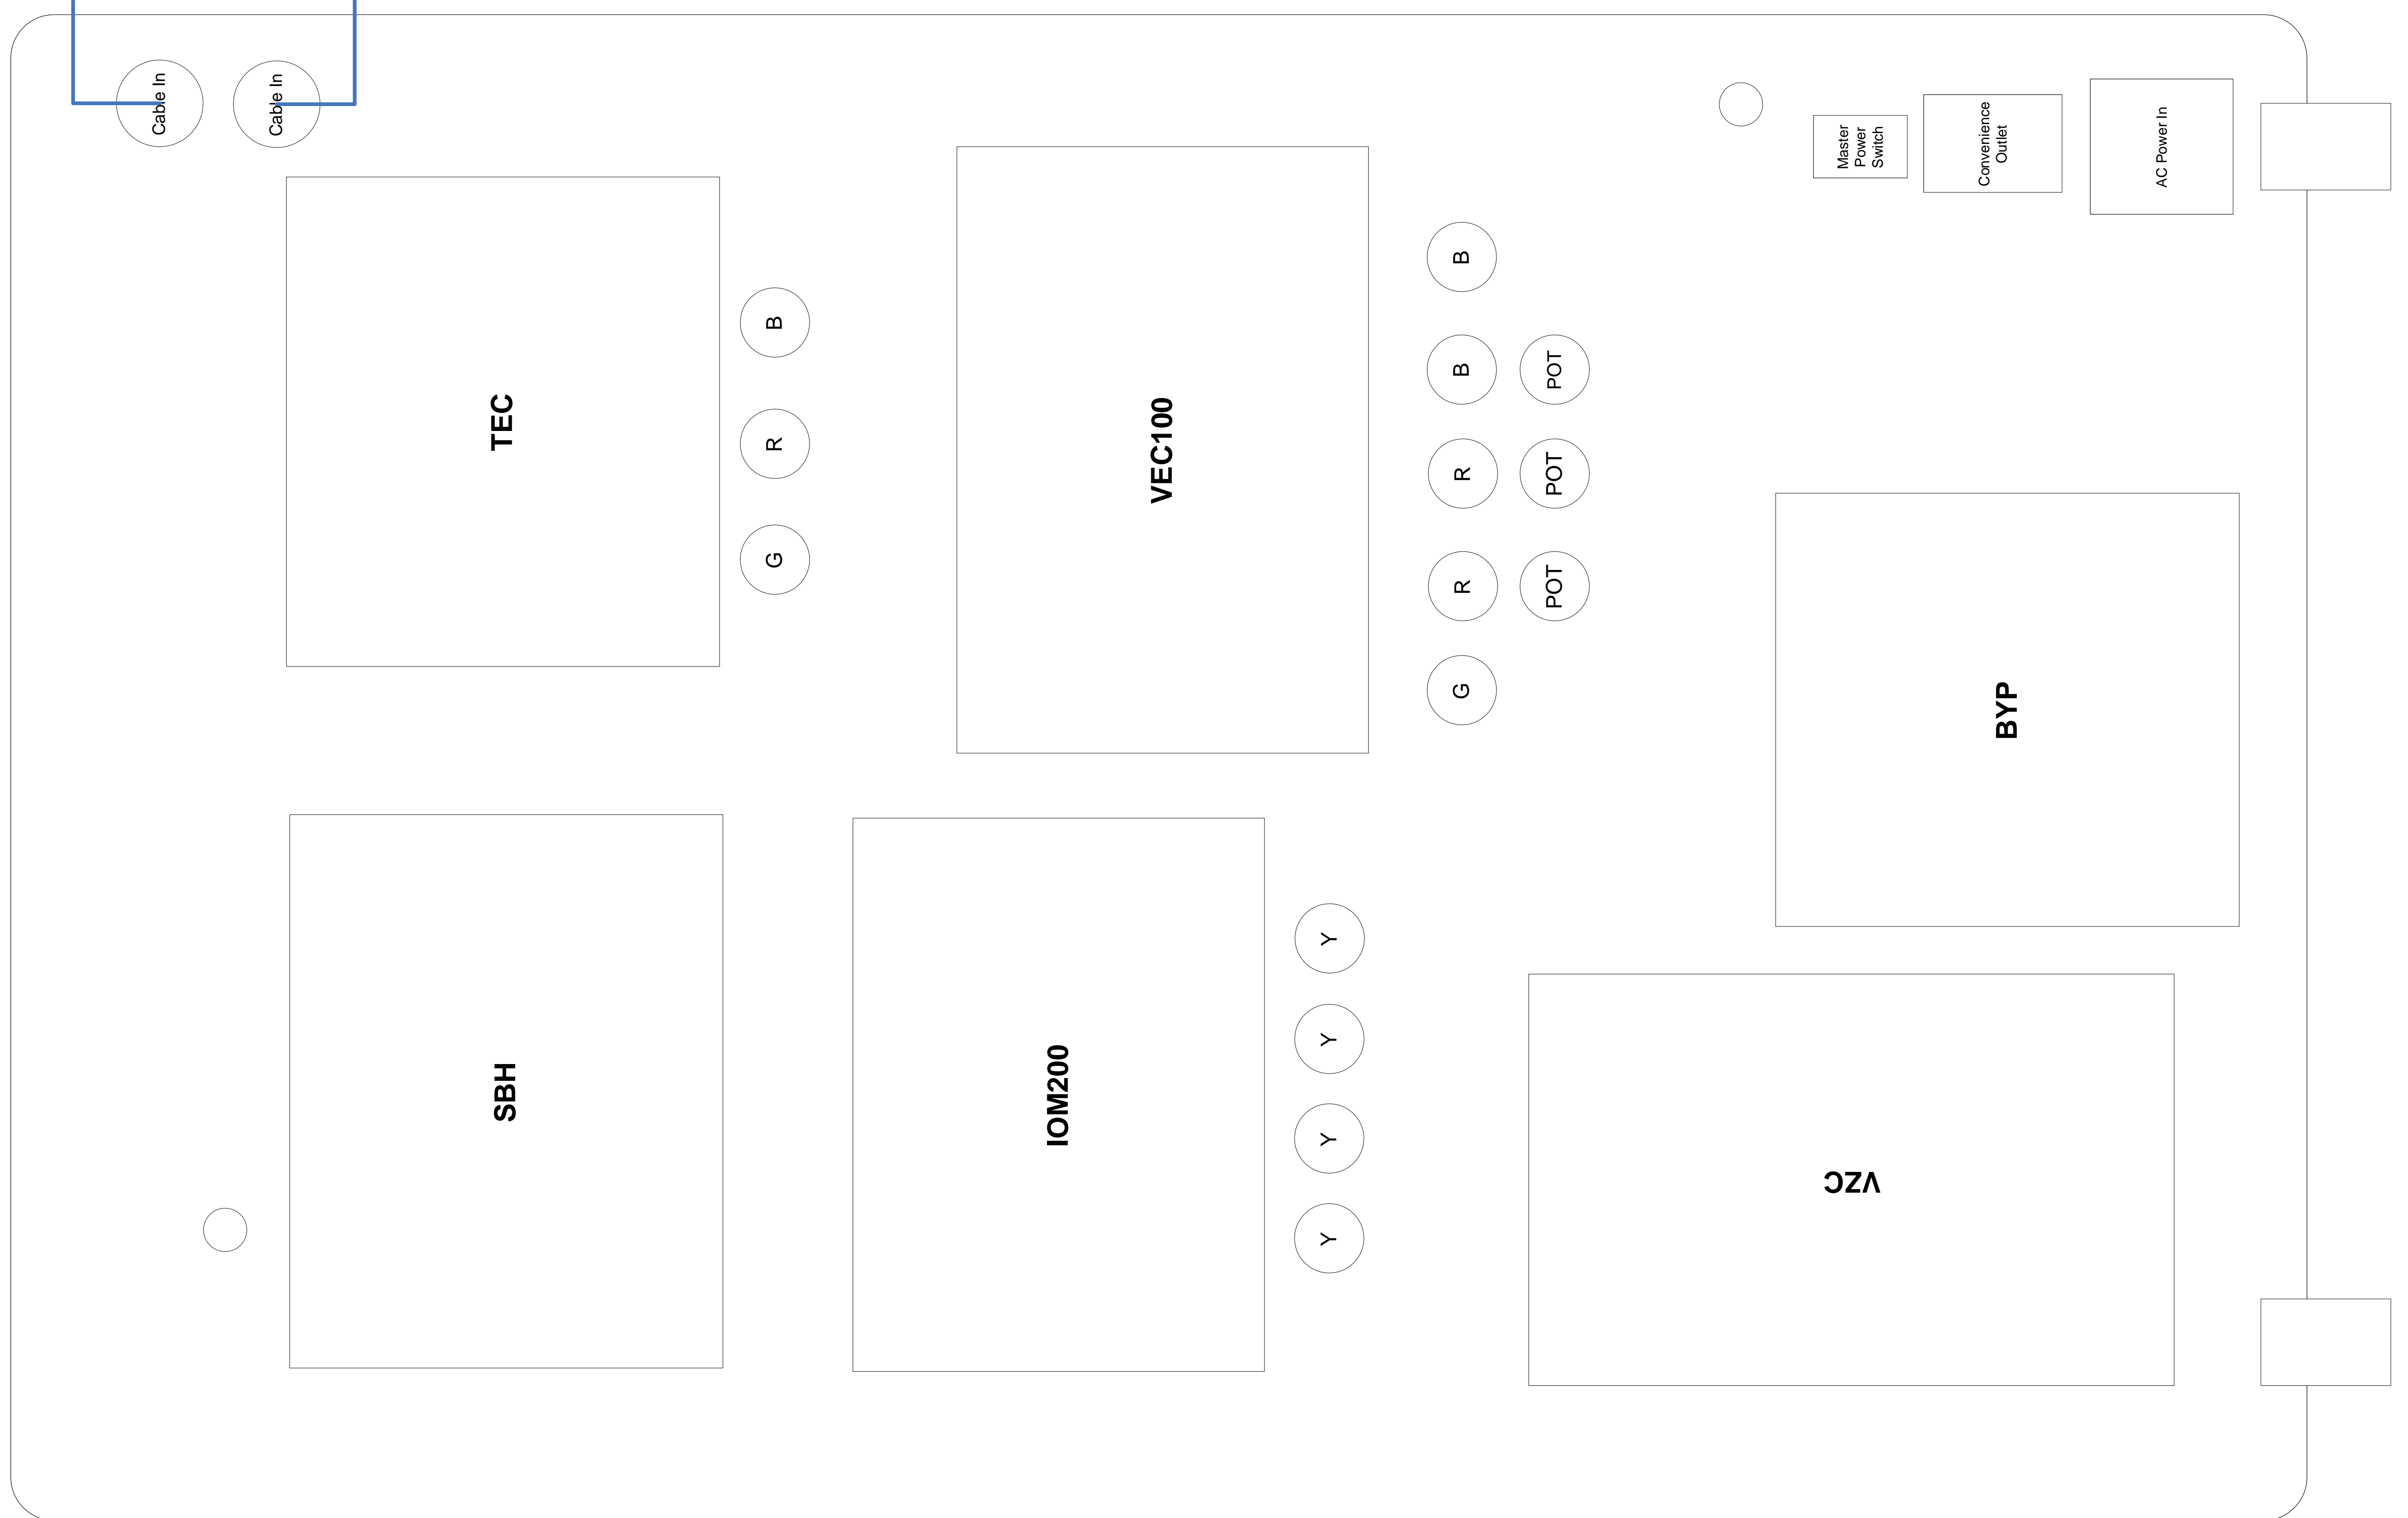 Cable In
Cable In
Master
Power
Switch
Convenience
Outlet
AC Power In
TEC
B
R
G
VEC100
B
B
R
R
G
POT
POT
POT
BYP
SBH
IOM200
Y
Y
Y
Y
VZC